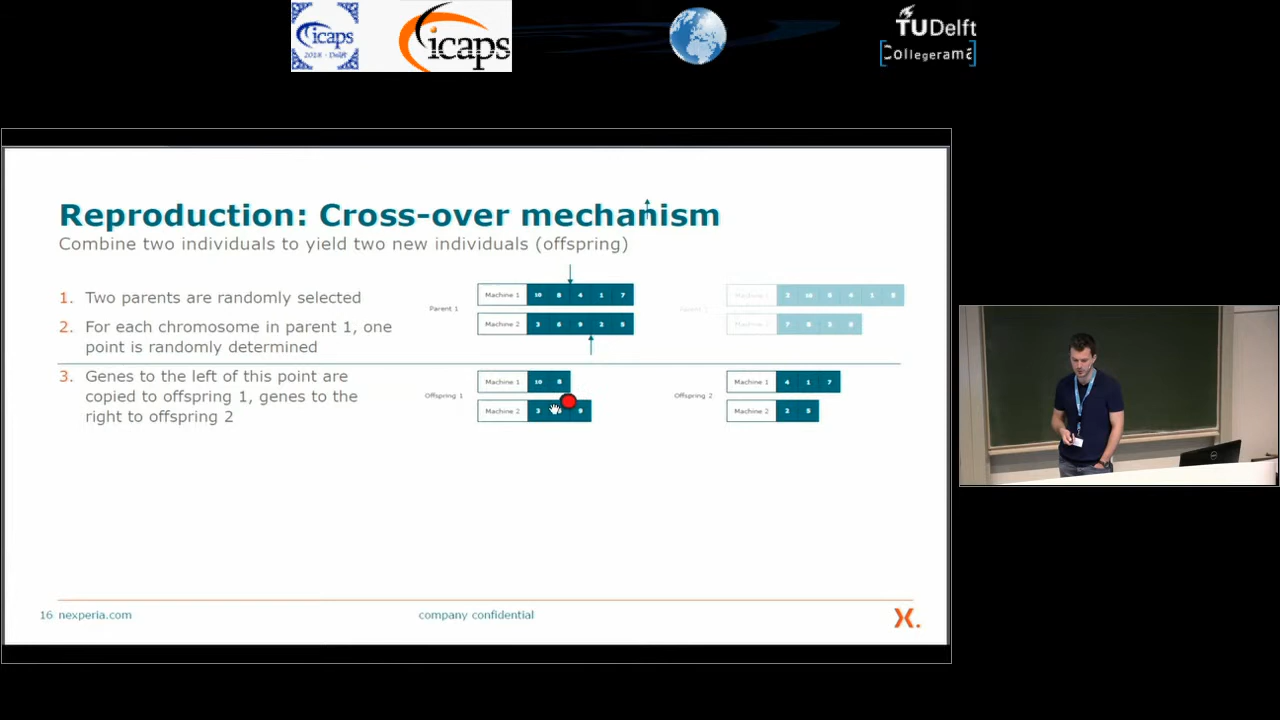 icaps
2018 - Delft
icaps
TUDelft
Collegerama
Reproduction: Cross-over mechanism
Combine two individuals to yield two new individuals (offspring)
1. Two parents are randomly selected
2. For each chromosome in parent 1, one
point is randomly determined
3. Genes to the left of this point are
copied to offspring 1, genes to the
right to offspring 2
Parent 1
Machine 1 10 8 4 1 7
Machine 2 3 6 9 2 5
Machine 1
Machine 2
Offspring 1
Machine 1 10 8
Machine 2 3 9
Offspring 2
Machine 1 4 1 7
Machine 2 2 5
16 nexperia.com
company confidential